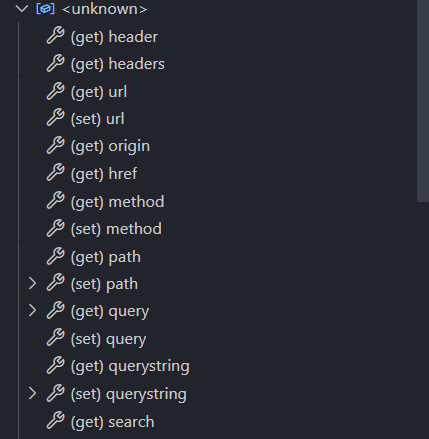 <unknown>
(get) header
(get) headers
(get) url
(set) url
(get) origin
(get) href
(get) method
(set) method
(get) path
(set) path
(get) query
(set) query
(get) querystring
(set) querystring
(get) search